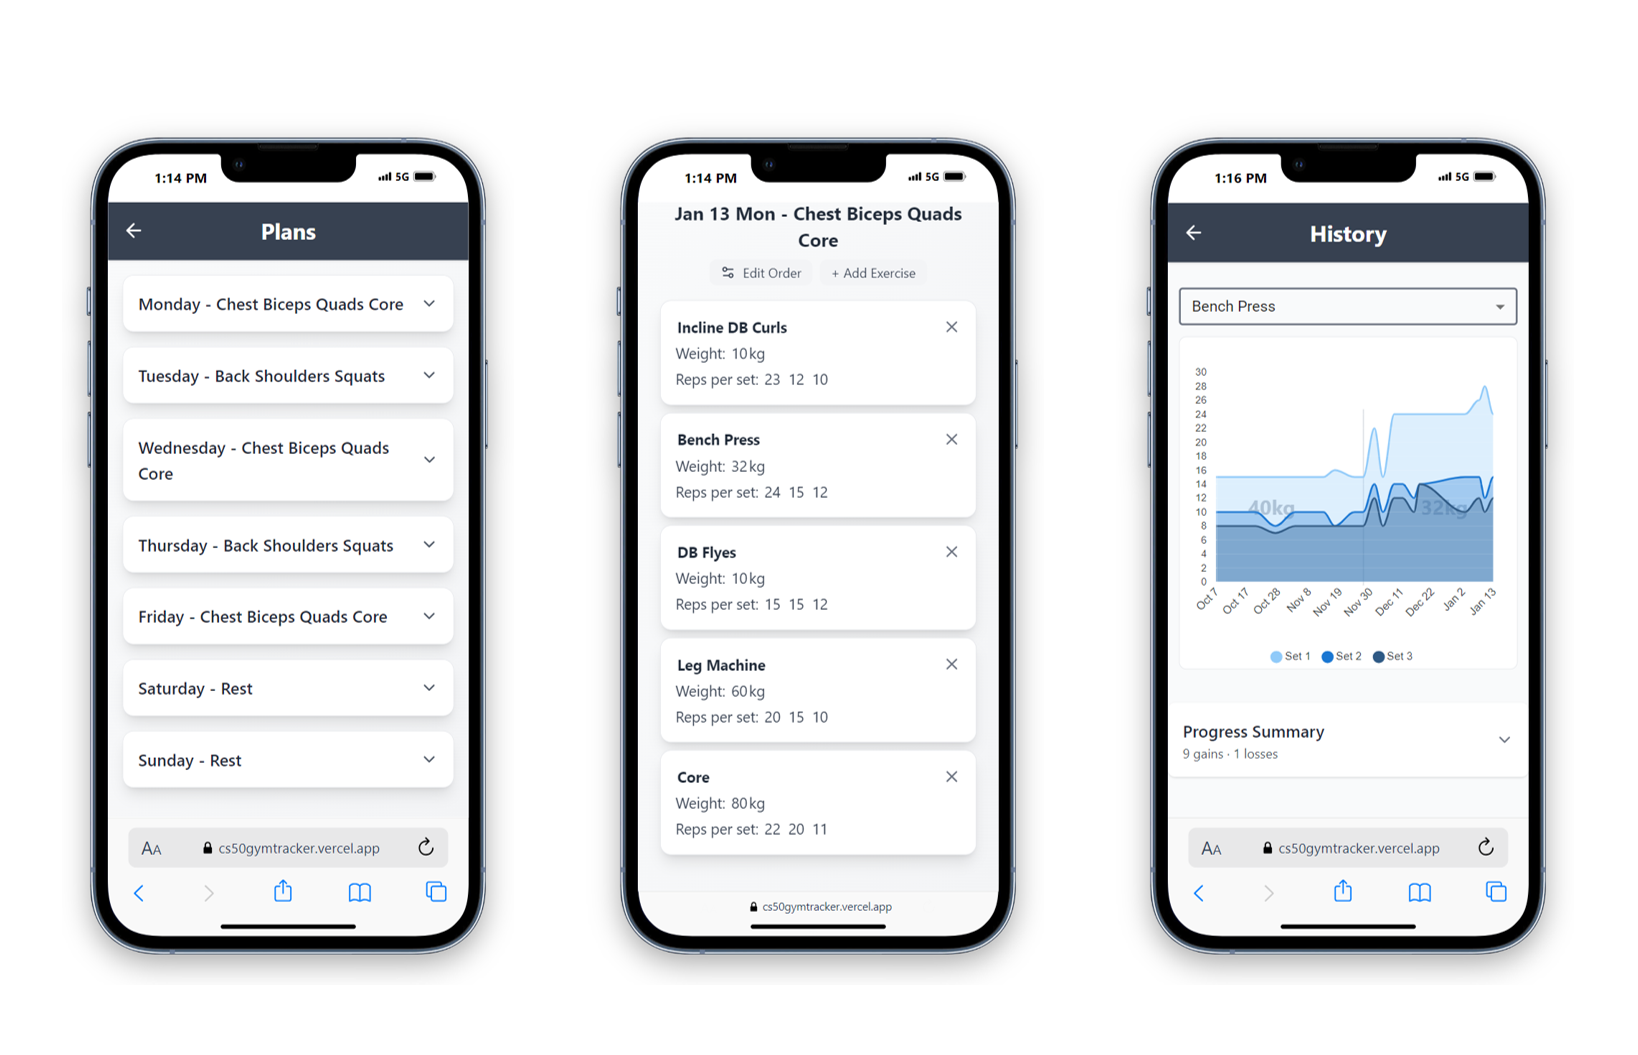 1:14 PM
5G
Plans
Monday - Chest Biceps Quads Core
Tuesday - Back Shoulders Squats
Wednesday - Chest Biceps Quads
Core
Thursday - Back Shoulders Squats
Friday - Chest Biceps Quads Core
Saturday - Rest
Sunday - Rest
AA cs50gymtracker.vercel.app
1:14 PM
5G
Jan 13 Mon - Chest Biceps Quads
Core
Edit Order
+ Add Exercise
Incline DB Curls
Weight: 10kg
Reps per set: 23 12 10
Bench Press
Weight: 32kg
Reps per set: 24 15 12
DB Flyes
Weight: 10kg
Reps per set: 15 15 12
Leg Machine
Weight: 60kg
Reps per set: 20 15 10
Core
Weight: 80kg
Reps per set: 22 20 11
cs50gymtracker.vercel.app
1:16 PM
5G
History
Bench Press
30
28
26
24
22
20
18
16
14
12
10
8
6
4
2
0
40kg
32kg
Oct 7
Oct 17
Oct 28
Nov 8
Nov 19
Nov 30
Dec 11
Dec 22
Jan 2
Jan 13
Set 1 Set 2 Set 3
Progress Summary
9 gains · 1 losses
AA cs50gymtracker.vercel.app